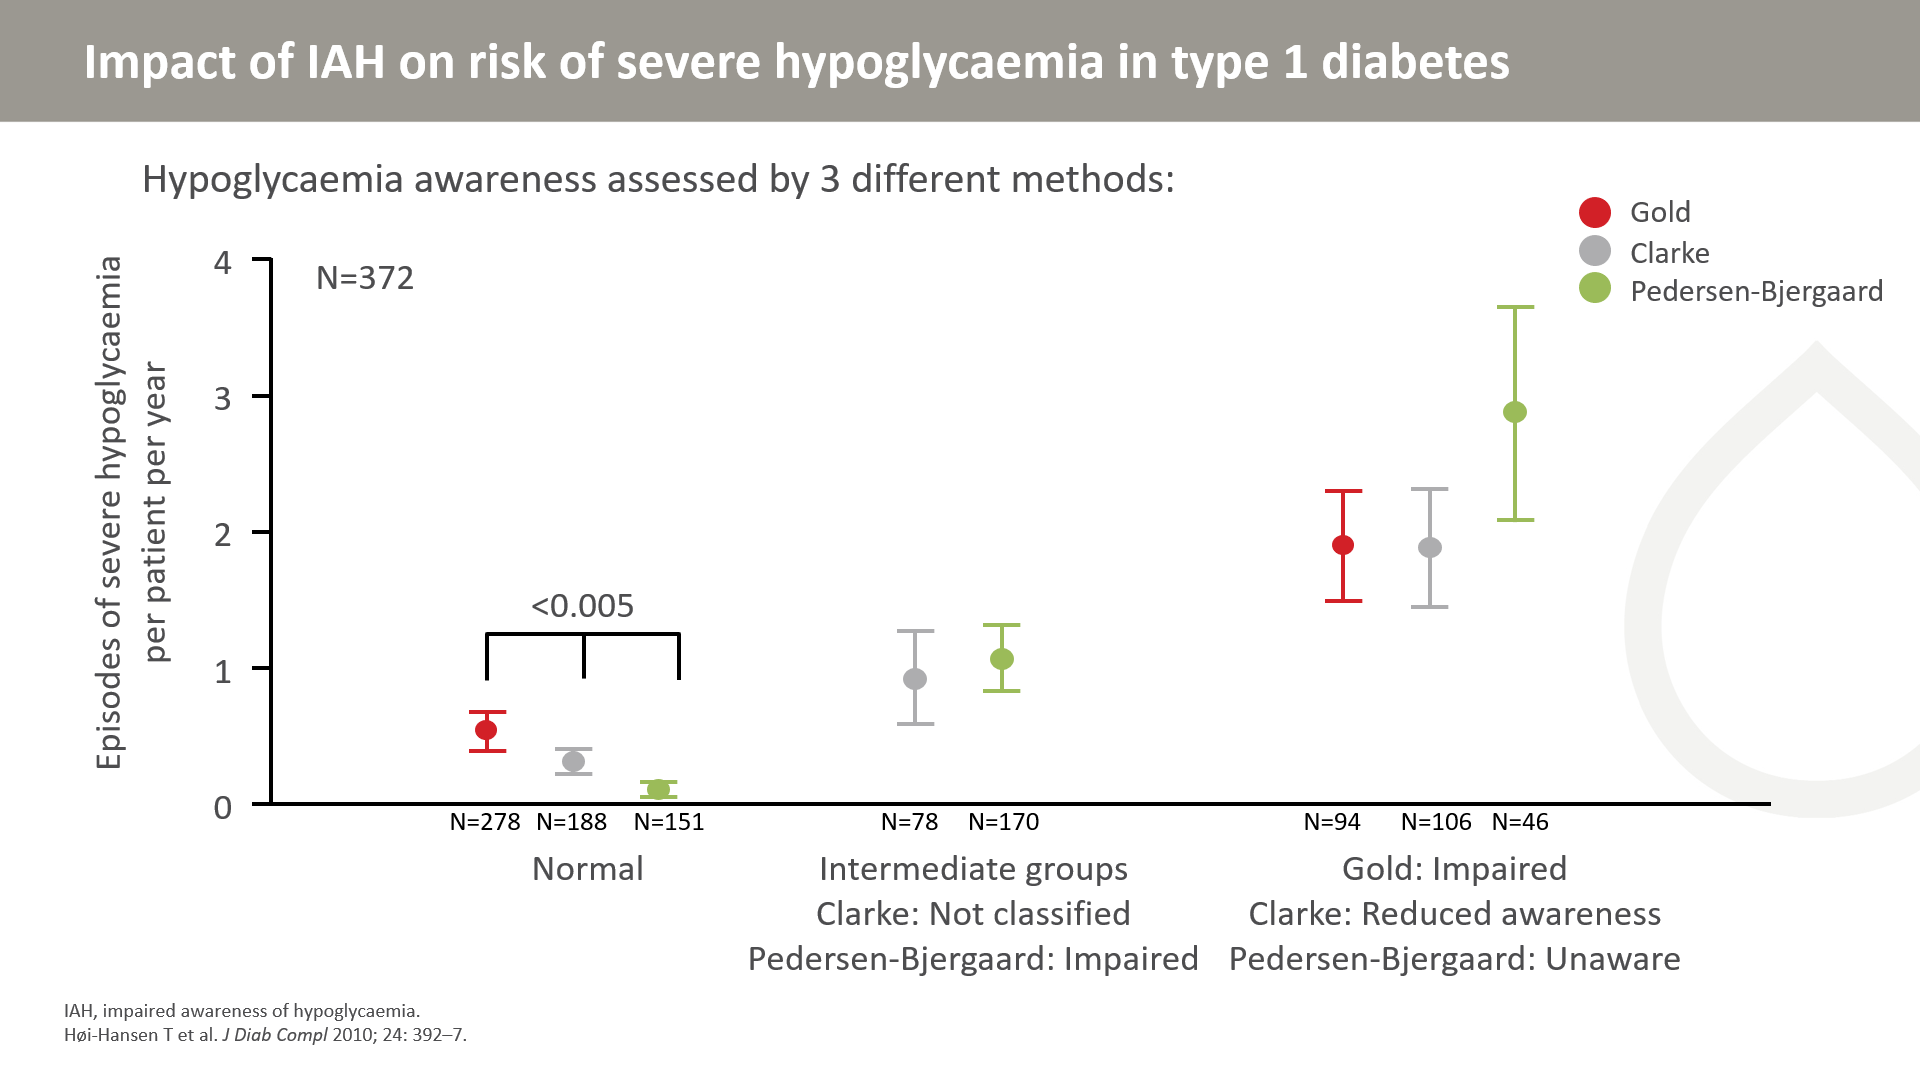 Impact of IAH on risk of severe hypoglycaemia in type 1 diabetes
Hypoglycaemia awareness assessed by 3 different methods:
Gold
Clarke
Pedersen-Bjergaard
Episodes of severe hypoglycaemia
per patient per year
4
3
2
1
0
N=372
<0.005
N=278 N=188 N=151 N=78 N=170 N=94 N=106 N=46
Normal
Intermediate groups
Clarke: Not classified
Pedersen-Bjergaard: Impaired
Gold: Impaired
Clarke: Reduced awareness
Pedersen-Bjergaard: Unaware
IAH, impaired awareness of hypoglycaemia.
Høi-Hansen T et al. J Diab Compl 2010; 24: 392–7.